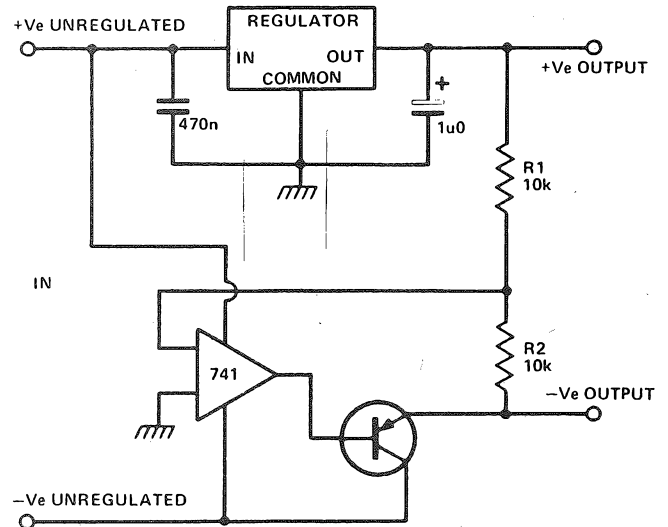 REGULATOR
+Ve UNREGULATED
IN
OUT
COMMON
+Ve OUTPUT
+
470n
1u0
R1
10k
IN
R2
10k
741
−Ve OUTPUT
−Ve UNREGULATED